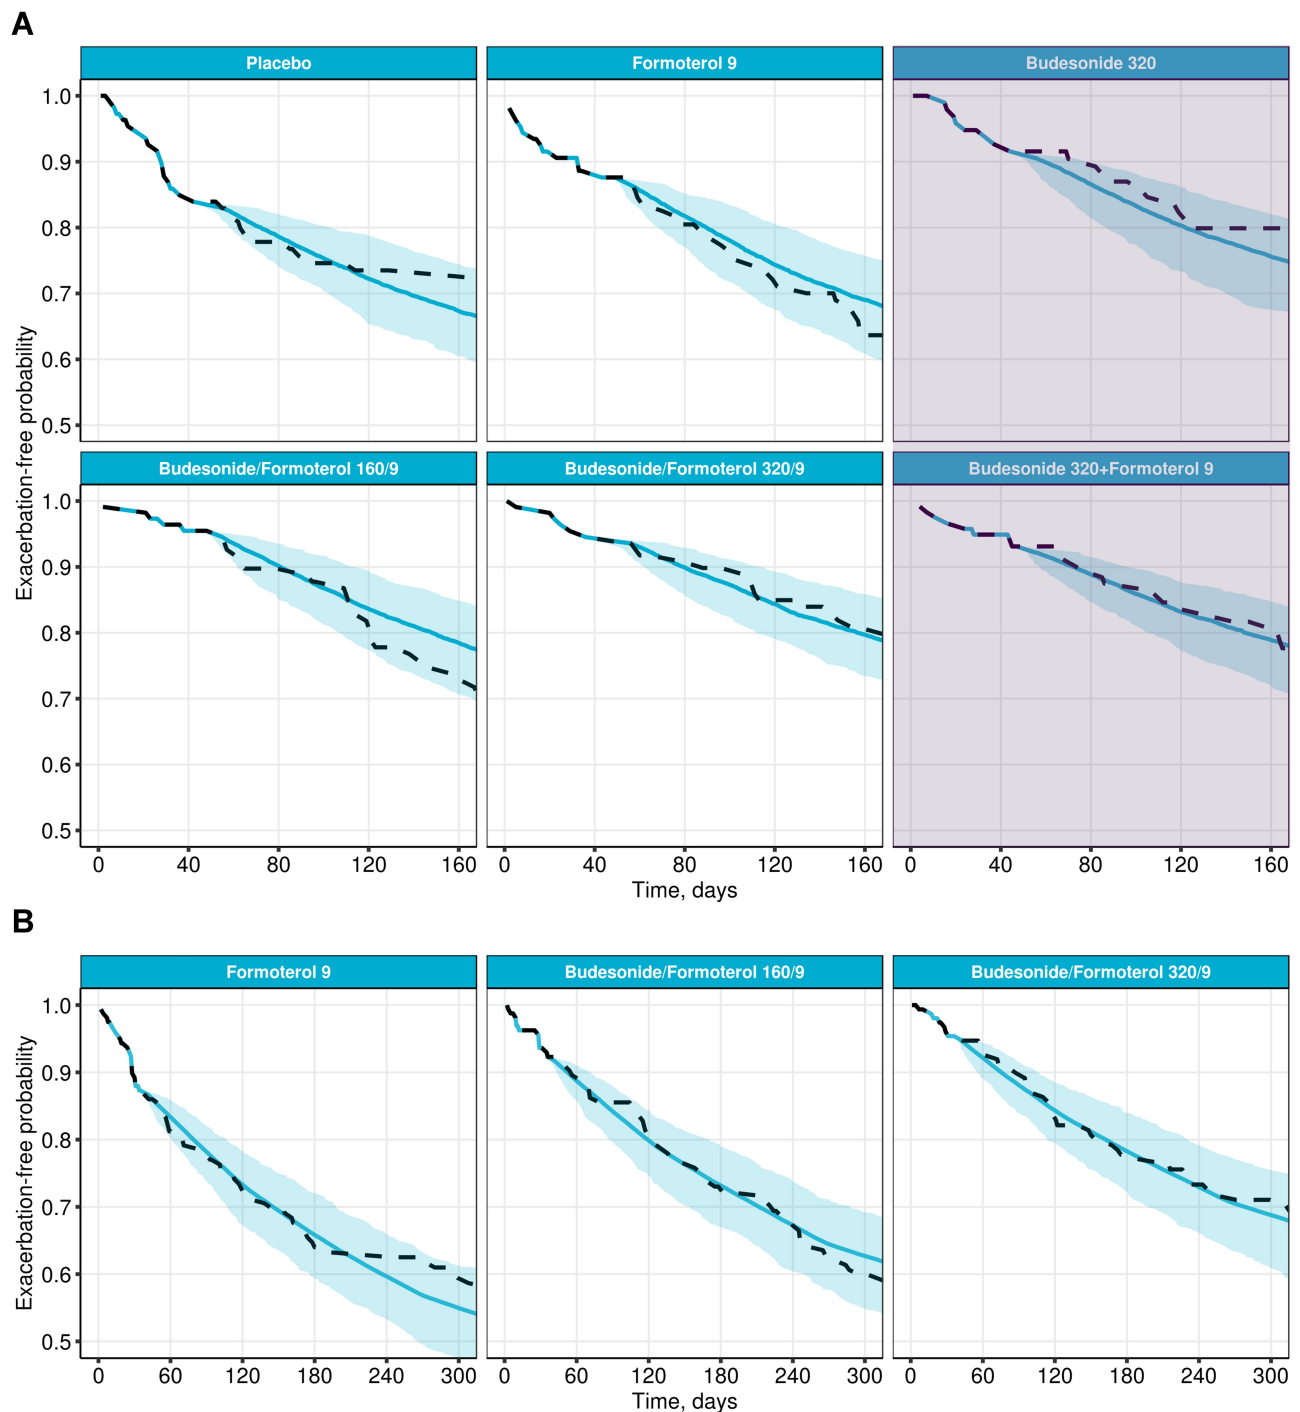 A
Placebo
Formoterol 9
Budesonide 320
1.0
0.9
0.8
0.7
0.6
0.5
Exacerbation-free probability
Budesonide/Formoterol 160/9
Budesonide/Formoterol 320/9
Budesonide 320+Formoterol 9
1.0
0.9
0.8
0.7
0.6
0.5
0 40 80 120 160
0 40 80 120 160
0 40 80 120 160
Time, days
B
Formoterol 9
Budesonide/Formoterol 160/9
Budesonide/Formoterol 320/9
1.0
0.9
0.8
0.7
0.6
0.5
Exacerbation-free probability
0 60 120 180 240 300
0 60 120 180 240 300
0 60 120 180 240 300
Time, days